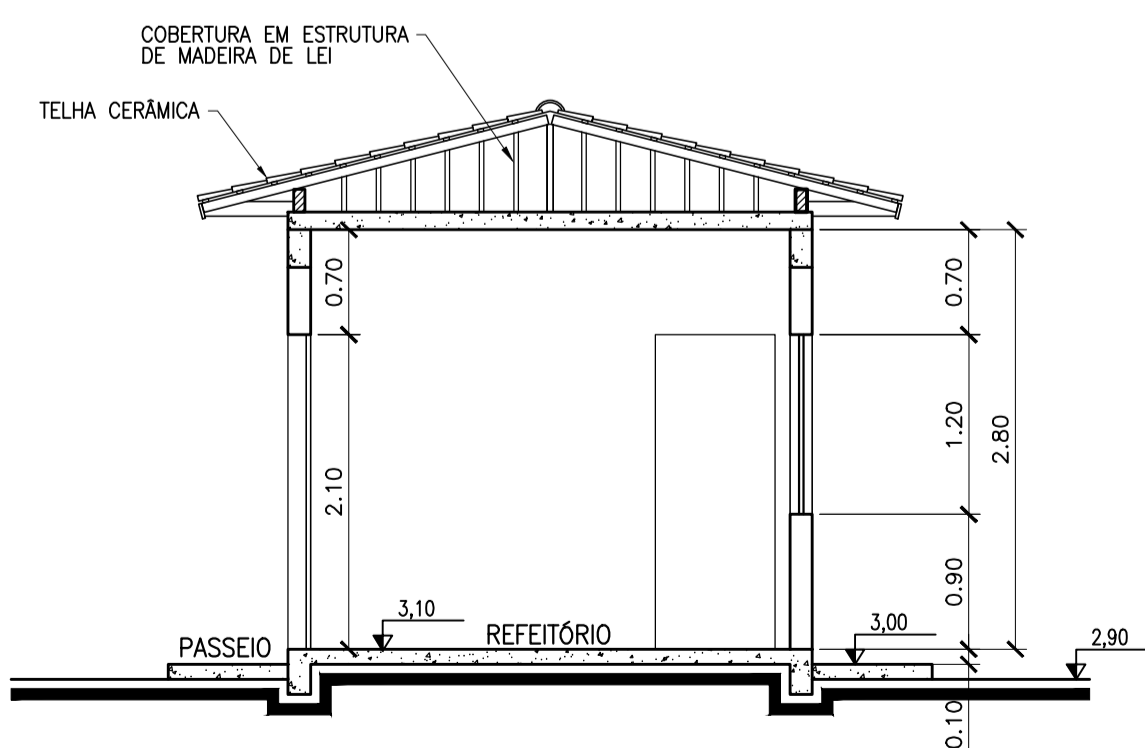 COBERTURA EM ESTRUTURA
DE MADEIRA DE LEI
TELHA CERÂMICA
0.70
0.70
1.20
2.80
2.10
0.90
3,10
REFEITÓRIO
3,00
PASSEIO
2,90
0.10